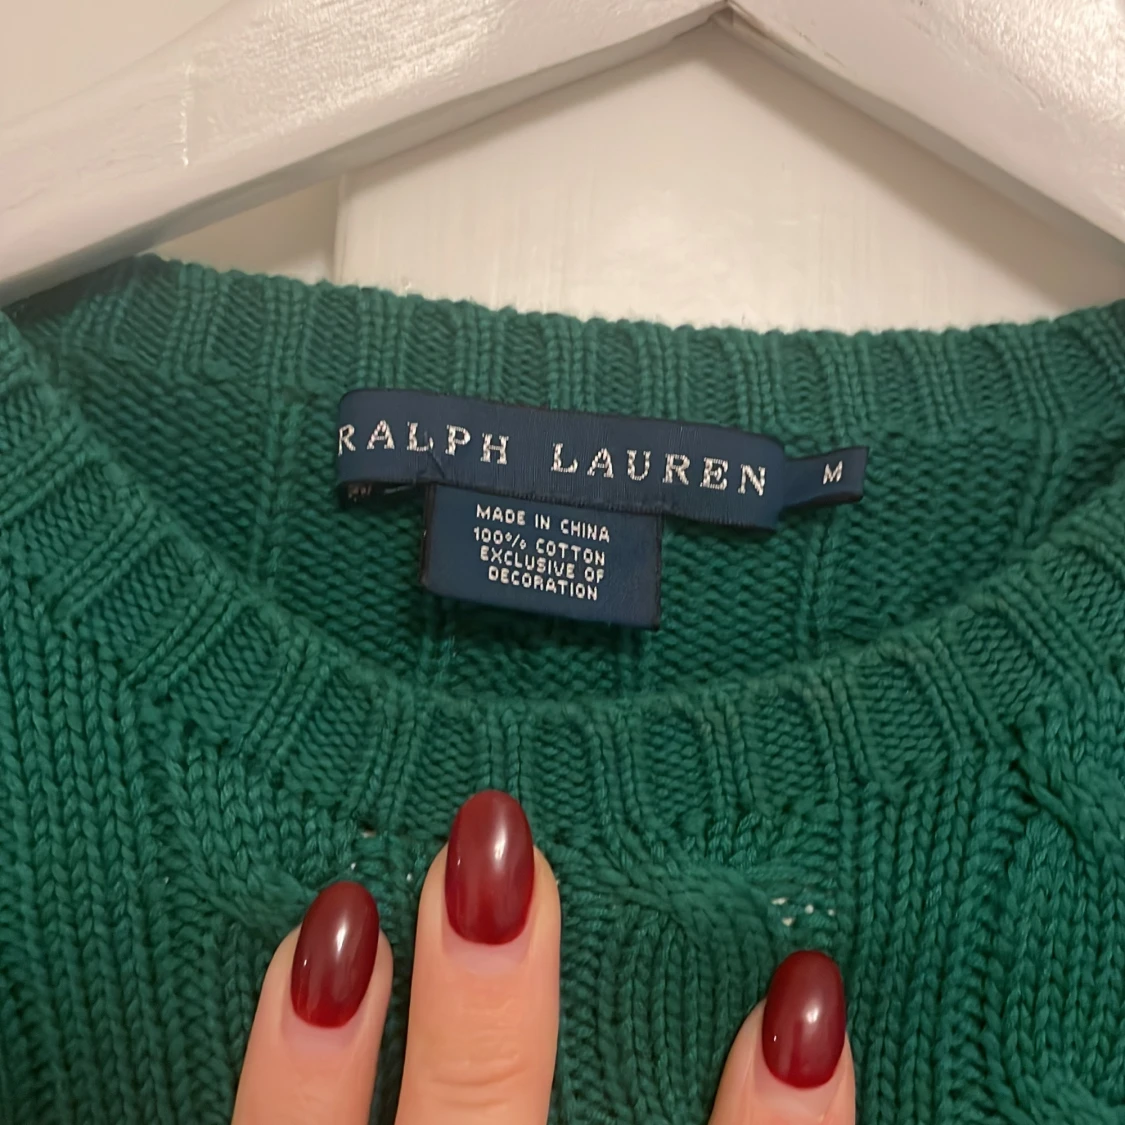 RALPH LAUREN
M
MADE IN CHINA
100% COTTON
EXCLUSIVE OF
DECORATION